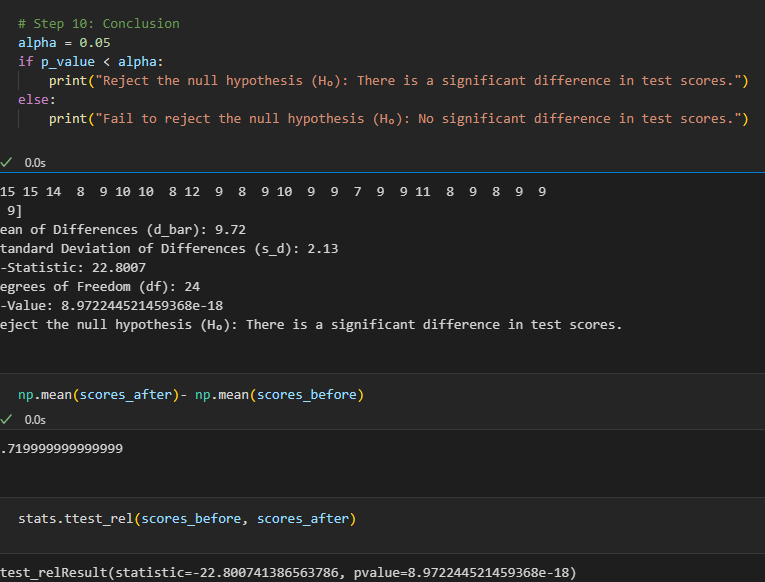 # Step 10: Conclusion
alpha = 0.05
if p_value < alpha:
    print("Reject the null hypothesis (H₀): There is a significant difference in test scores.")
else:
    print("Fail to reject the null hypothesis (H₀): No significant difference in test scores.")
0.0s
15 15 14  8  9 10 10  8 12  9  8  9 10  9  9  7  9  9 11  8  9  8  9  9
 9]
ean of Differences (d_bar): 9.72
tandard Deviation of Differences (s_d): 2.13
-Statistic: 22.8007
egrees of Freedom (df): 24
-Value: 8.972244521459368e-18
eject the null hypothesis (H₀): There is a significant difference in test scores.
np.mean(scores_after)- np.mean(scores_before)
0.0s
.719999999999999
stats.ttest_rel(scores_before, scores_after)
test_relResult(statistic=-22.800741386563786, pvalue=8.972244521459368e-18)